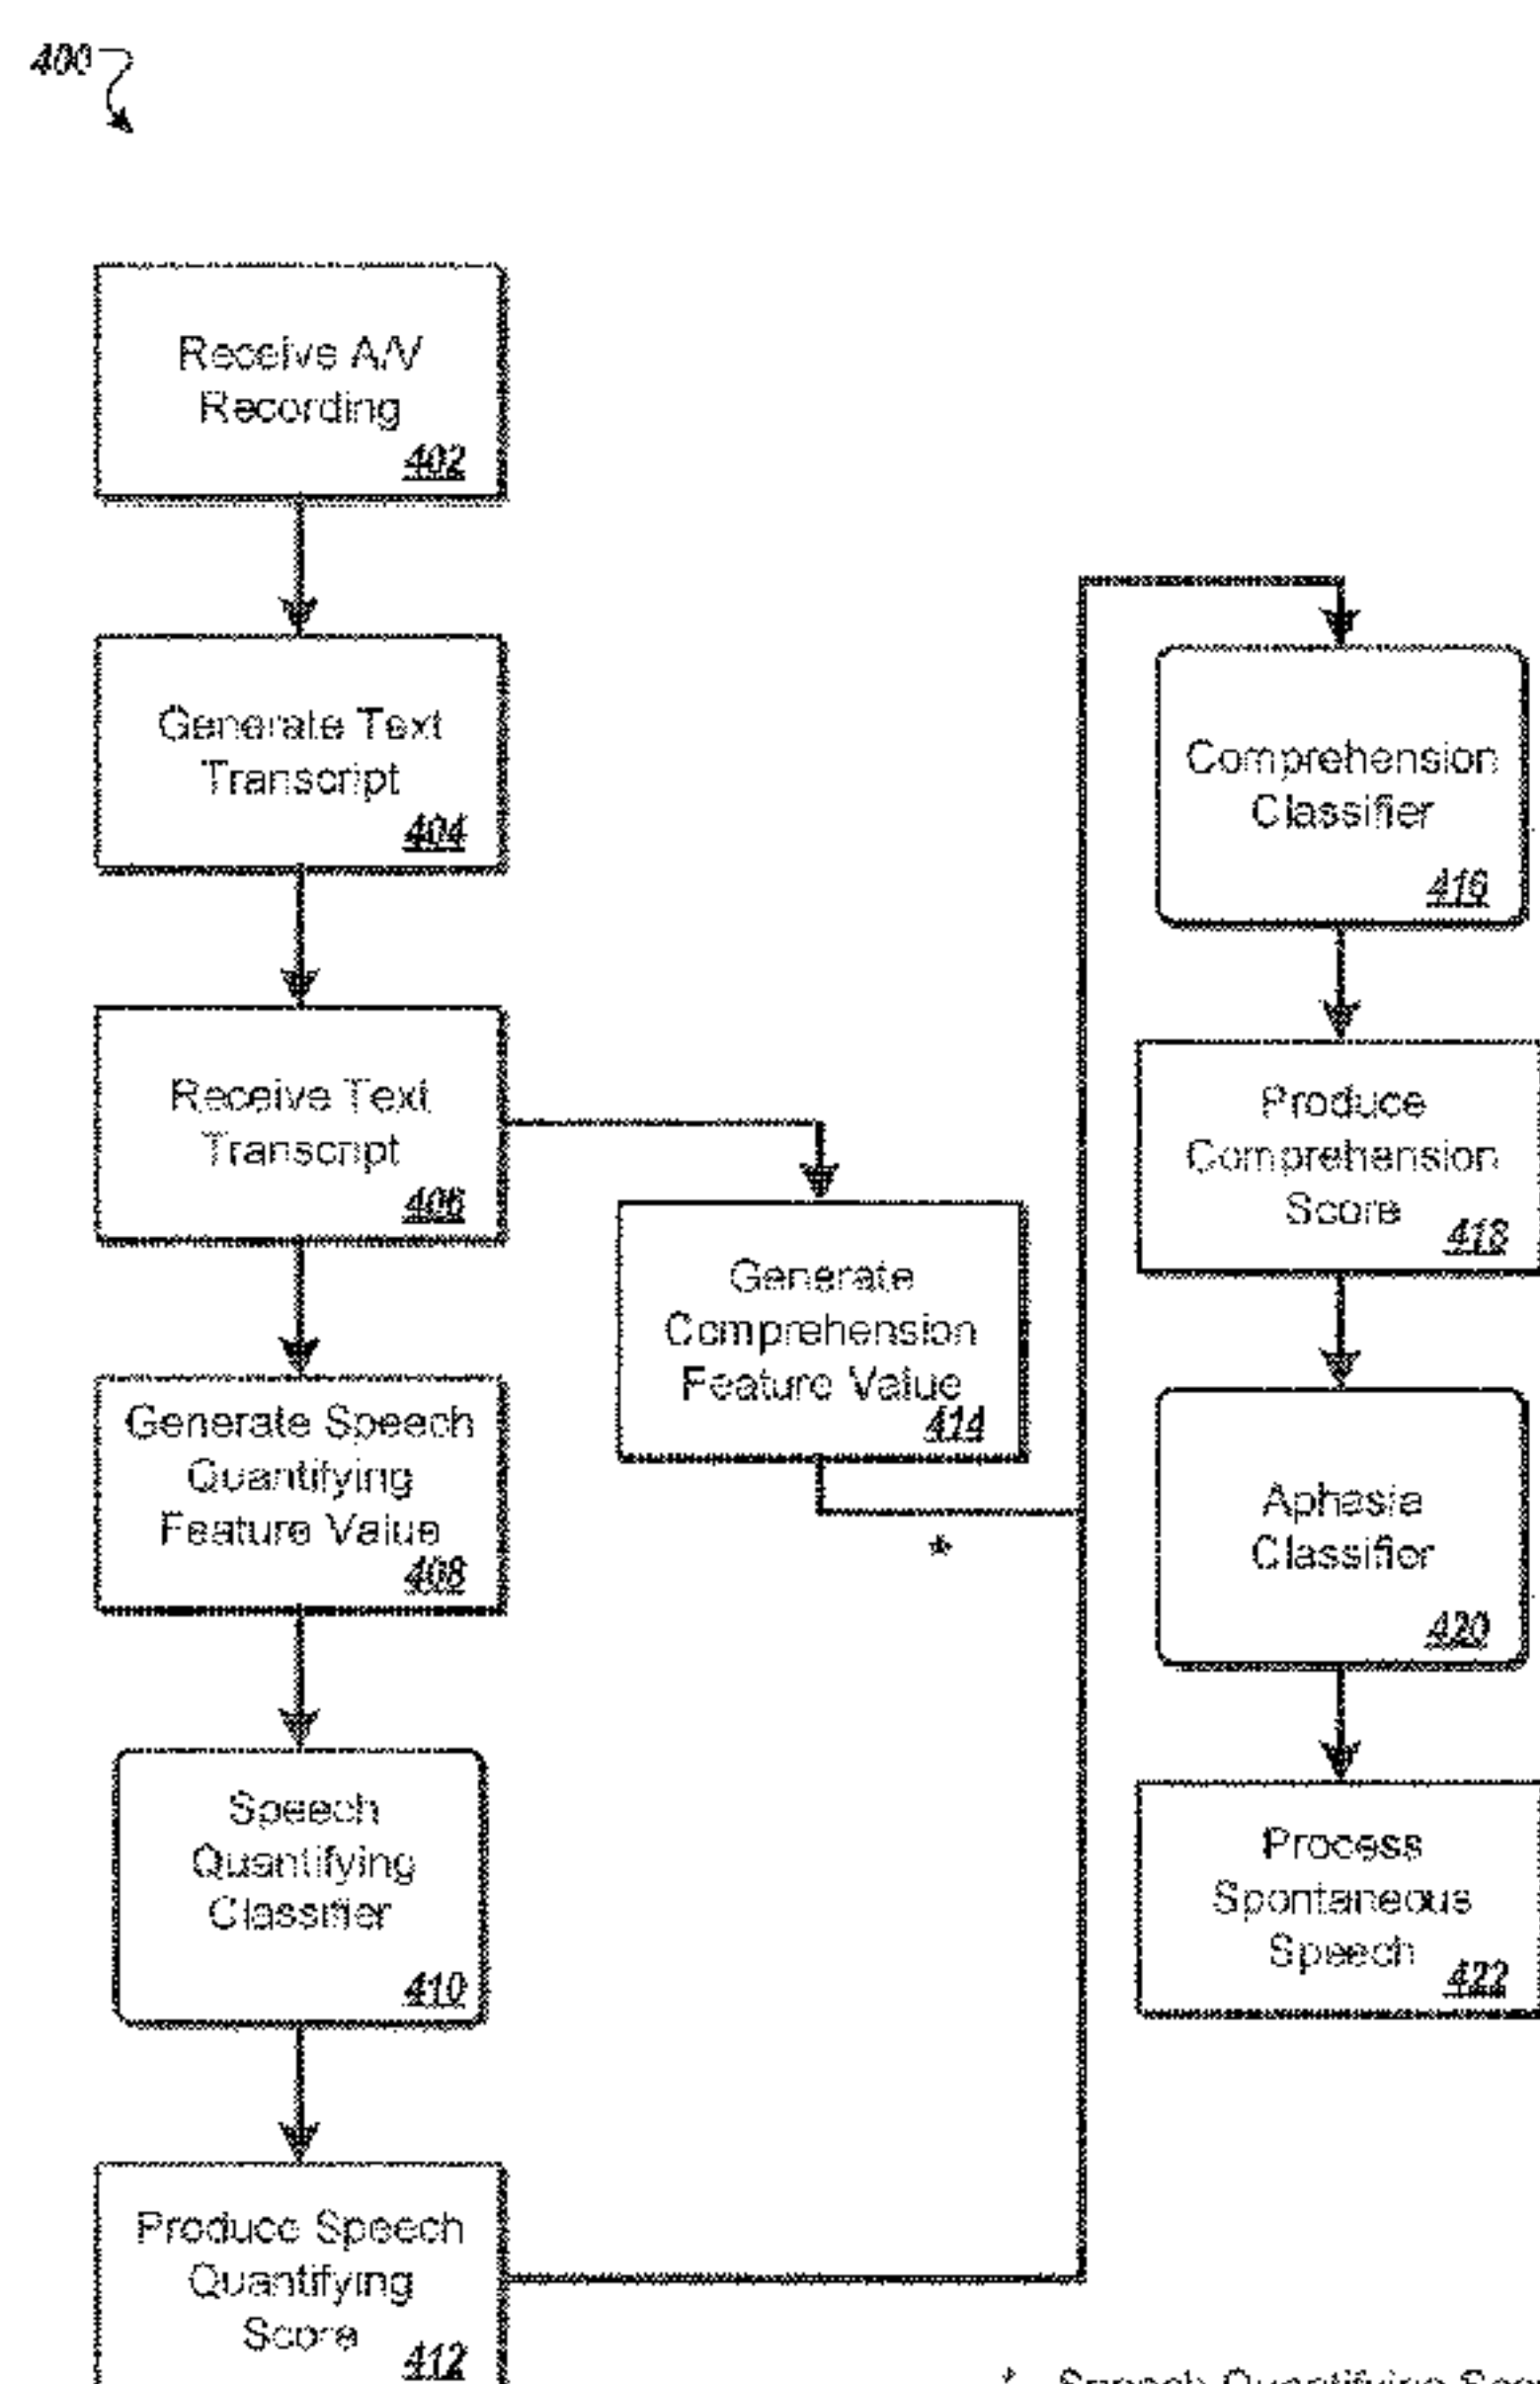 400
Receive A/V
Recording
402
Generate Text
Transcript
404
Receive Text
Transcript
406
Generate Speech
Quantifying
Feature Value
408
Speech
Quantifying
Classifier
410
Produce Speech
Quantifying
Score
412
Generate
Comprehension
Feature Value
414
*
Comprehension
Classifier
416
Produce
Comprehension
Score
418
Aphasia
Classifier
420
Process
Spontaneous
Speech
422
* Speech Quantifying